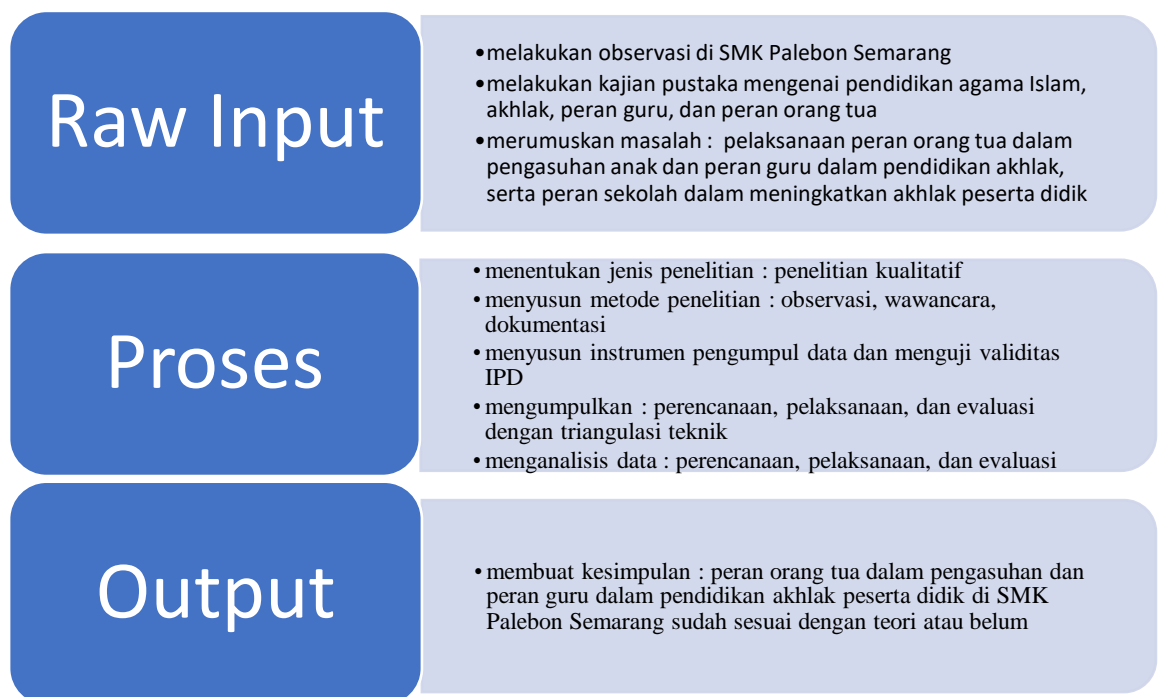 Raw Input
•melakukan observasi di SMK Palebon Semarang
•melakukan kajian pustaka mengenai pendidikan agama Islam,
akhlak, peran guru, dan peran orang tua
•merumuskan masalah : pelaksanaan peran orang tua dalam
pengasuhan anak dan peran guru dalam pendidikan akhlak,
serta peran sekolah dalam meningkatkan akhlak peserta didik
Proses
• menentukan jenis penelitian : penelitian kualitatif
• menyusun metode penelitian : observasi, wawancara,
dokumentasi
• menyusun instrumen pengumpul data dan menguji validitas
IPD
• mengumpulkan : perencanaan, pelaksanaan, dan evaluasi
dengan triangulasi teknik
• menganalisis data : perencanaan, pelaksanaan, dan evaluasi
Output
• membuat kesimpulan : peran orang tua dalam pengasuhan dan
peran guru dalam pendidikan akhlak peserta didik di SMK
Palebon Semarang sudah sesuai dengan teori atau belum